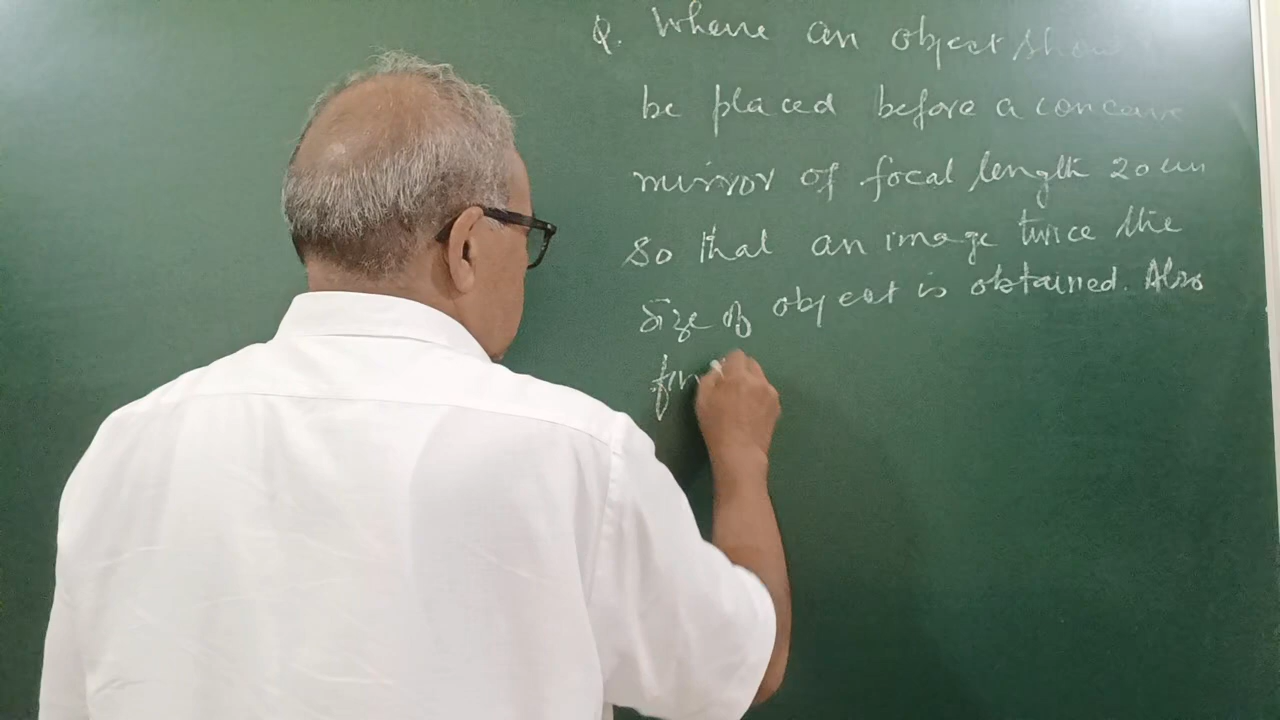 Q. Where an object
be placed before a concave
mirror of focal length 20 cm
so that an image twice the
size of object is obtained. Also